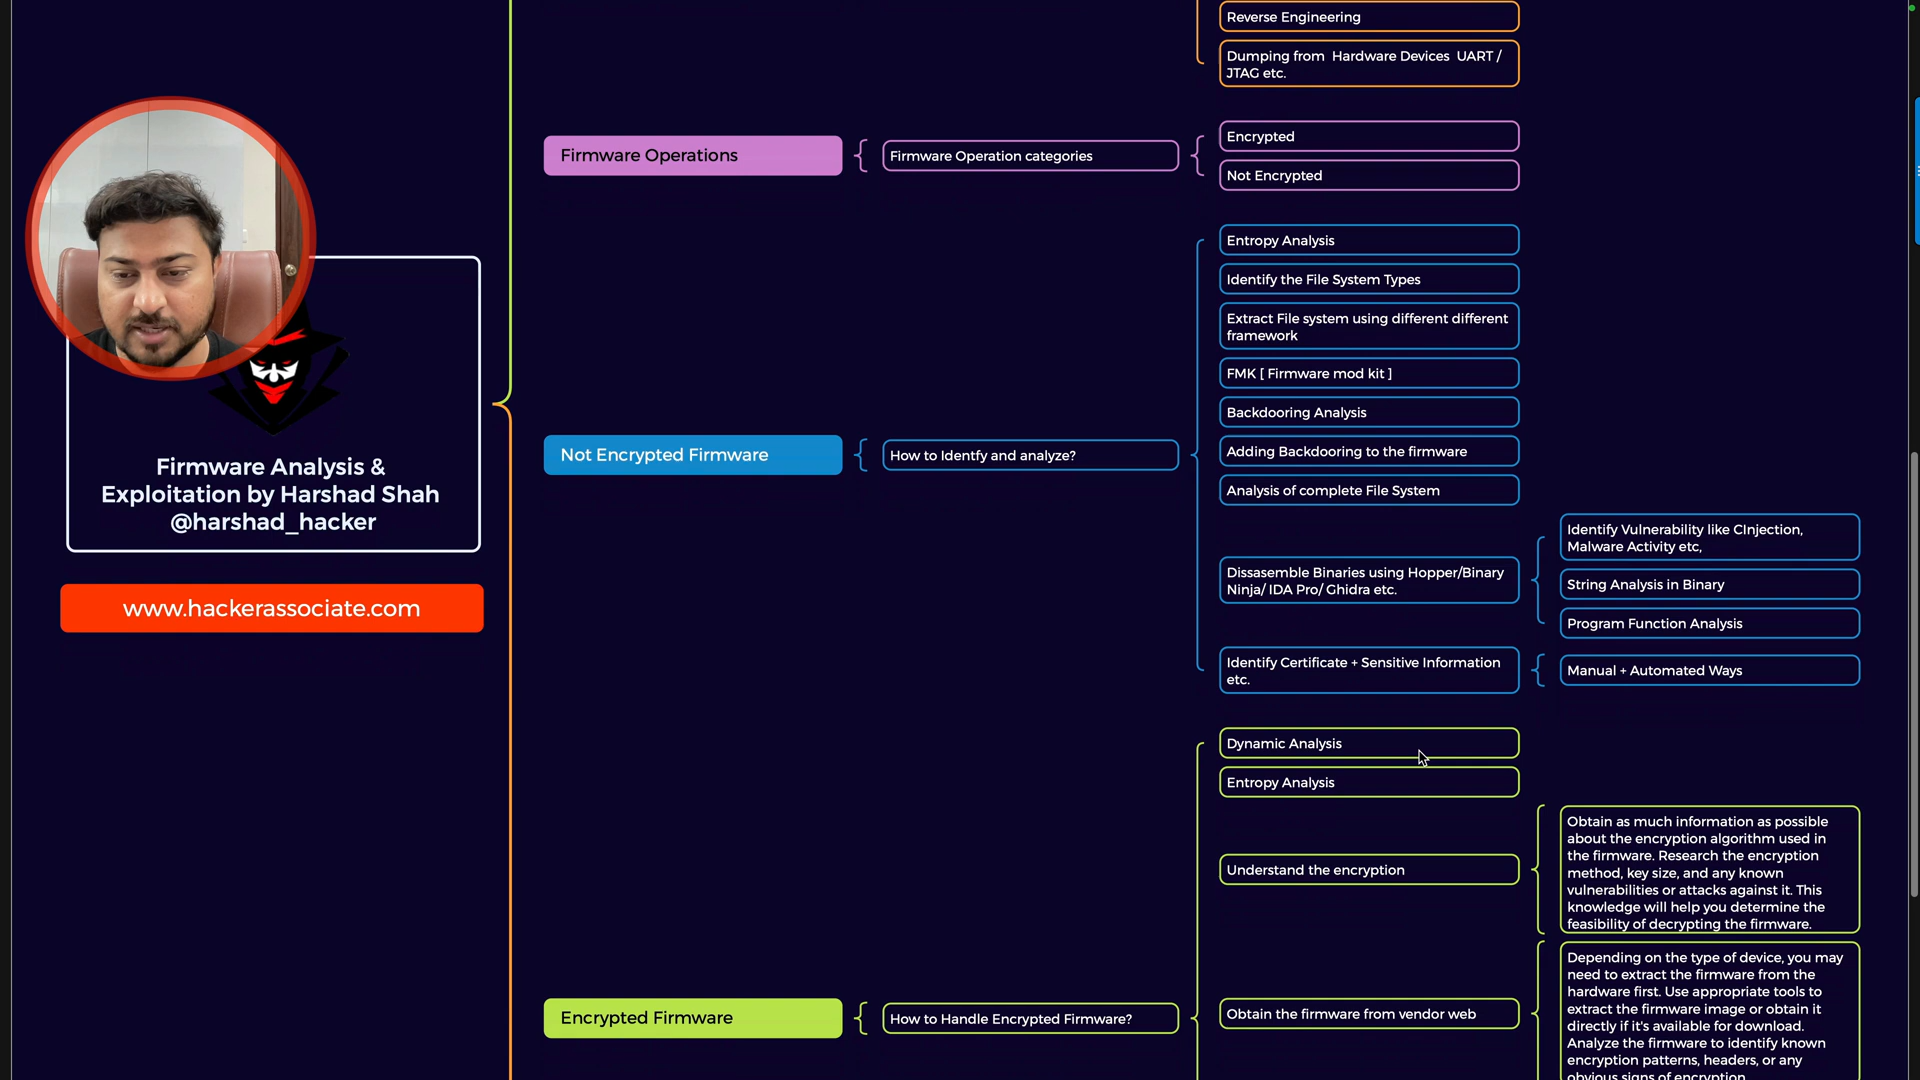 Reverse Engineering
Dumping from Hardware Devices UART /
JTAG etc.
Firmware Operations
Firmware Operation categories
Encrypted
Not Encrypted
Entropy Analysis
Identify the File System Types
Extract File system using different different
framework
FMK [ Firmware mod kit ]
Backdooring Analysis
Adding Backdooring to the firmware
Analysis of complete File System
Not Encrypted Firmware
How to Identify and analyze?
Dissasemble Binaries using Hopper/Binary
Ninja/ IDA Pro/ Ghidra etc.
Identify Vulnerability like CInjection,
Malware Activity etc,
String Analysis in Binary
Program Function Analysis
Identify Certificate + Sensitive Information
etc.
Manual + Automated Ways
Firmware Analysis &
Exploitation by Harshad Shah
@harshad_hacker
www.hackerassociate.com
Dynamic Analysis
Entropy Analysis
Understand the encryption
Obtain as much information as possible
about the encryption algorithm used in
the firmware. Research the encryption
method, key size, and any known
vulnerabilities or attacks against it. This
knowledge will help you determine the
feasibility of decrypting the firmware.
Encrypted Firmware
How to Handle Encrypted Firmware?
Obtain the firmware from vendor web
Depending on the type of device, you may
need to extract the firmware from the
hardware first. Use appropriate tools to
extract the firmware image or obtain it
directly if it's available for download.
Analyze the firmware to identify known
encryption patterns, headers, or any
obvious signs of encryption